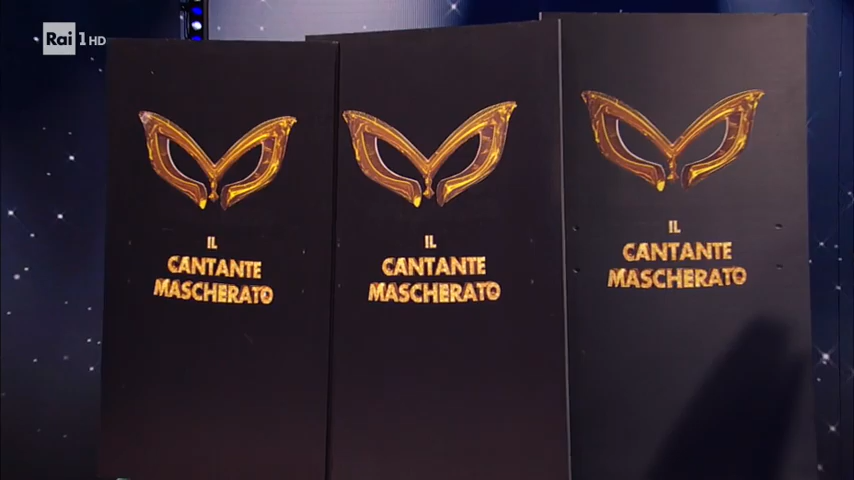 Rai 1 HD
IL
CANTANTE
MASCHERATO
IL
CANTANTE
MASCHERATO
IL
CANTANTE
MASCHERATO